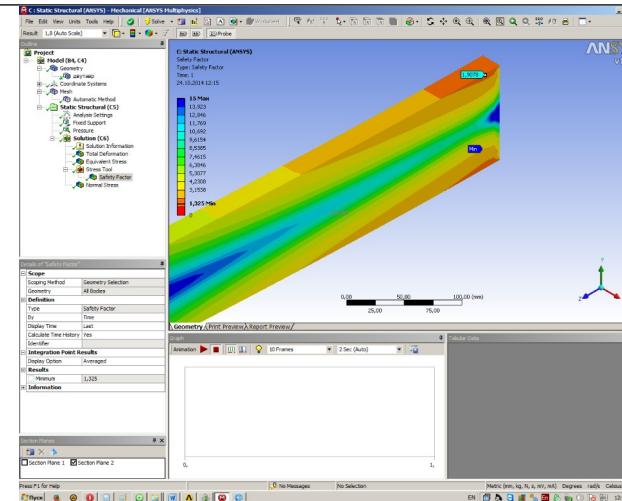 C : Static Structural (ANSYS) - Mechanical [ANSYS Multiphysics]
File Edit View Units Tools Help Solve Worksheet
Result 1,0 (Auto Scale) Probe
Outline
Project
Model (B4, C4)
Geometry
двутавр
Coordinate Systems
Mesh
Automatic Method
Static Structural (C5)
Analysis Settings
Fixed Support
Pressure
Solution (C6)
Solution Information
Total Deformation
Equivalent Stress
Stress Tool
Safety Factor
Normal Stress
C: Static Structural (ANSYS)
Safety Factor
Type: Safety Factor
Time: 1
24.10.2014 12:15
15 Max
13,923
12,846
11,769
10,692
9,6154
8,5385
7,4615
6,3846
5,3077
4,2308
3,1538
1,325 Min
0
1,9078
Min
0,00 50,00 100,00 (mm)
25,00 75,00
Geometry Print Preview Report Preview
Details of "Safety Factor"
Scope
Scoping Method Geometry Selection
Geometry All Bodies
Definition
Type Safety Factor
By Time
Display Time Last
Calculate Time History Yes
Identifier
Integration Point Results
Display Option Averaged
Results
Minimum 1,325
Information
Graph
Animation 10 Frames 2 Sec (Auto)
0, 1,
Tabular Data
Section Planes
Section Plane 1 Section Plane 2
Press F1 for Help No Messages No Selection Metric (mm, kg, N, s, mV, mA) Degrees rad/s Celsius
Пуск EN